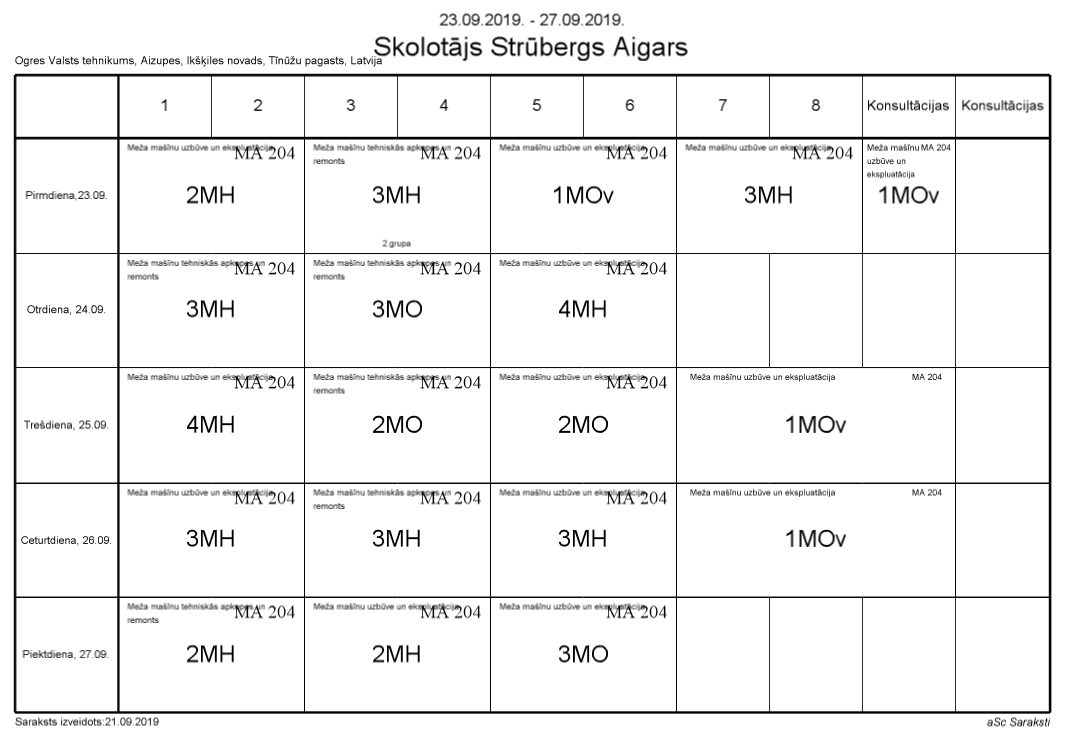 23.09.2019. - 27.09.2019.
Skolotājs Strūbergs Aigars
Ogres Valsts tehnikums, Aizupes, Ikšķiles novads, Tīnūžu pagasts, Latvija
1 2 3 4 5 6 7 8 Konsultācijas Konsultācijas
Pirmdiena,23.09.
Meža mašīnu uzbūve un ekspluatācija MA 204
2MH
Meža mašīnu tehniskās apkopes un MA 204
remonts
3MH
2.grupa
Meža mašīnu uzbūve un ekspluatācija MA 204
1MOv
Meža mašīnu uzbūve un ekspluatācija MA 204
3MH
Meža mašīnu MA 204
uzbūve un
ekspluatācija
1MOv
Otrdiena, 24.09.
Meža mašīnu tehniskās apkopes un MA 204
remonts
3MH
Meža mašīnu tehniskās apkopes un MA 204
remonts
3MO
Meža mašīnu uzbūve un ekspluatācija MA 204
4MH
Trešdiena, 25.09.
Meža mašīnu uzbūve un ekspluatācija MA 204
4MH
Meža mašīnu tehniskās apkopes un MA 204
remonts
2MO
Meža mašīnu uzbūve un ekspluatācija MA 204
2MO
Meža mašīnu uzbūve un ekspluatācija MA 204
1MOv
Ceturtdiena, 26.09.
Meža mašīnu uzbūve un ekspluatācija MA 204
3MH
Meža mašīnu tehniskās apkopes un MA 204
remonts
3MH
Meža mašīnu uzbūve un ekspluatācija MA 204
3MH
Meža mašīnu uzbūve un ekspluatācija MA 204
1MOv
Piektdiena, 27.09.
Meža mašīnu tehniskās apkopes un MA 204
remonts
2MH
Meža mašīnu uzbūve un ekspluatācija MA 204
2MH
Meža mašīnu uzbūve un ekspluatācija MA 204
3MO
Saraksts izveidots:21.09.2019 aSc Saraksti